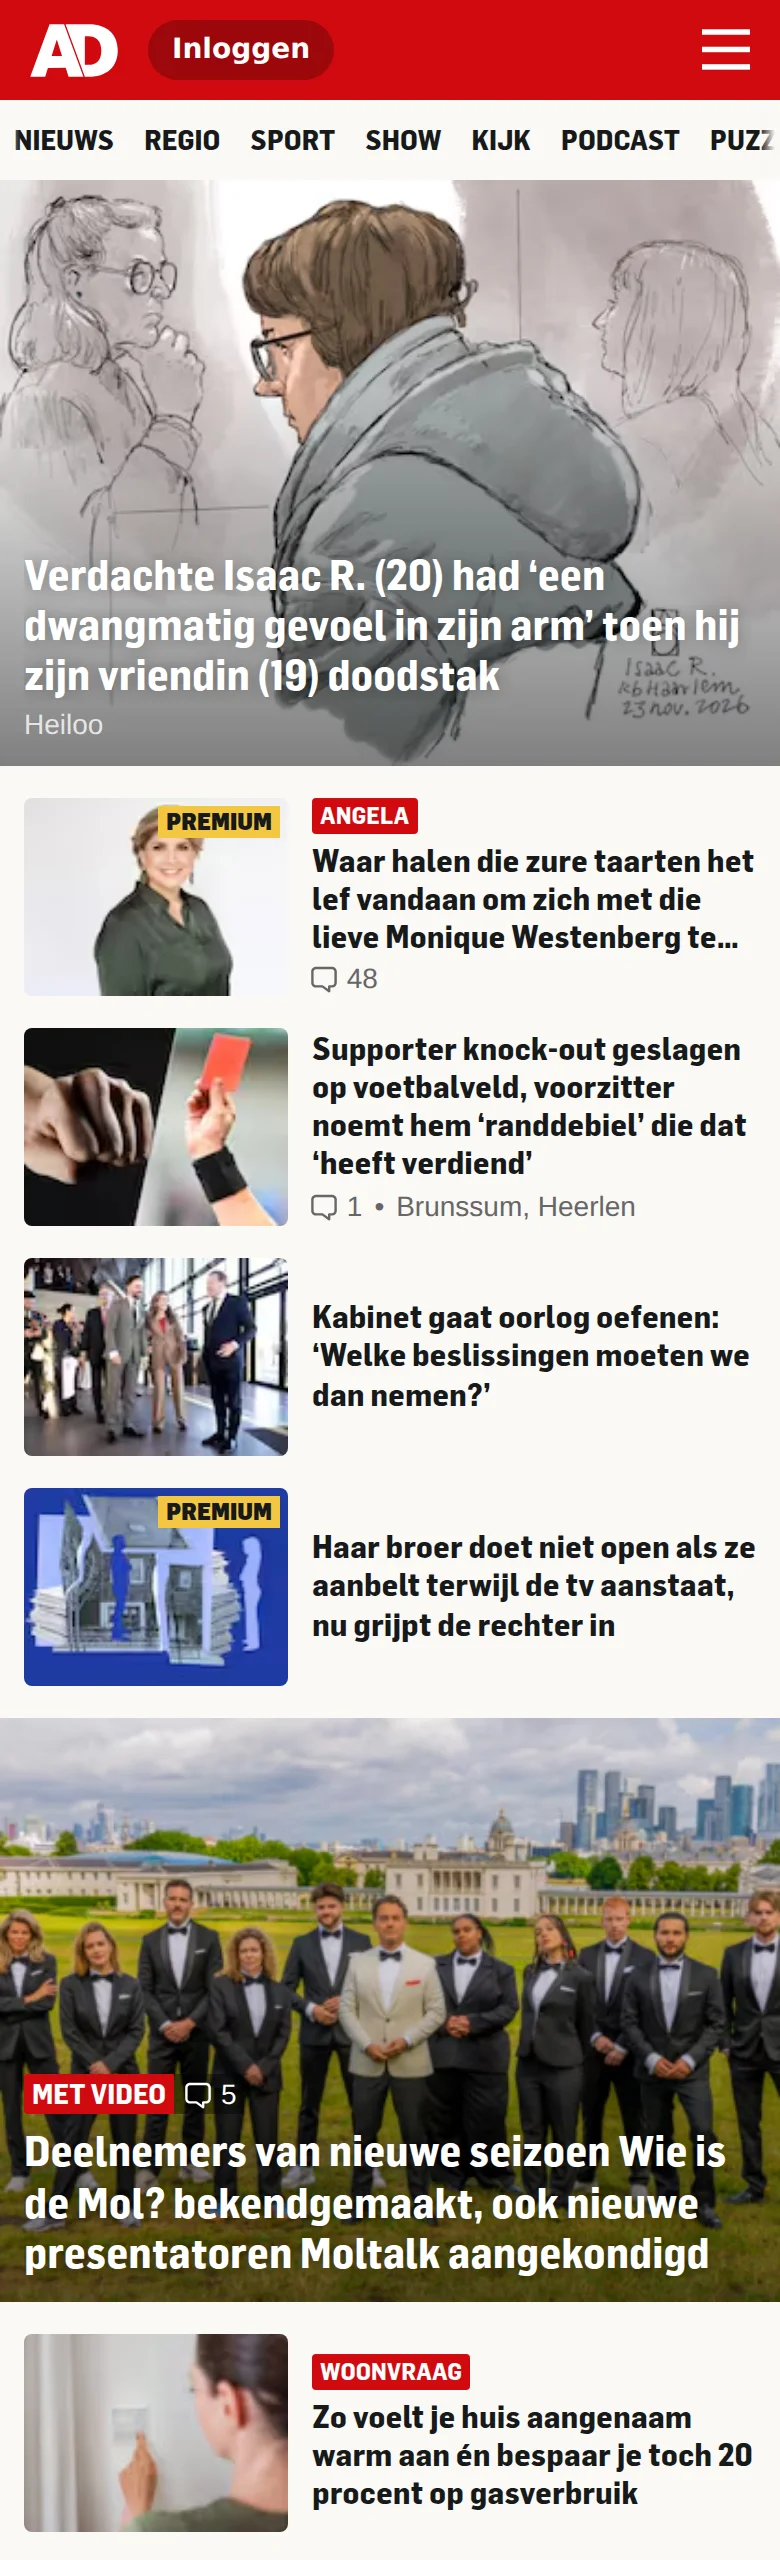 AD
Inloggen
NIEUWS REGIO SPORT SHOW KIJK PODCAST PUZZ
Verdachte Isaac R. (20) had ‘een
dwangmatig gevoel in zijn arm’ toen hij
zijn vriendin (19) doodstak
Isaac R.
Rb Haarlem
23 nov. 2026
Heiloo
PREMIUM
ANGELA
Waar halen die zure taarten het
lef vandaan om zich met die
lieve Monique Westenberg te...
48
Supporter knock-out geslagen
op voetbalveld, voorzitter
noemt hem ‘randdebiel’ die dat
‘heeft verdiend’
1 • Brunssum, Heerlen
Kabinet gaat oorlog oefenen:
‘Welke beslissingen moeten we
dan nemen?’
PREMIUM
Haar broer doet niet open als ze
aanbelt terwijl de tv aanstaat,
nu grijpt de rechter in
MET VIDEO 5
Deelnemers van nieuwe seizoen Wie is
de Mol? bekendgemaakt, ook nieuwe
presentatoren Moltalk aangekondigd
WOONVRAAG
Zo voelt je huis aangenaam
warm aan én bespaar je toch 20
procent op gasverbruik